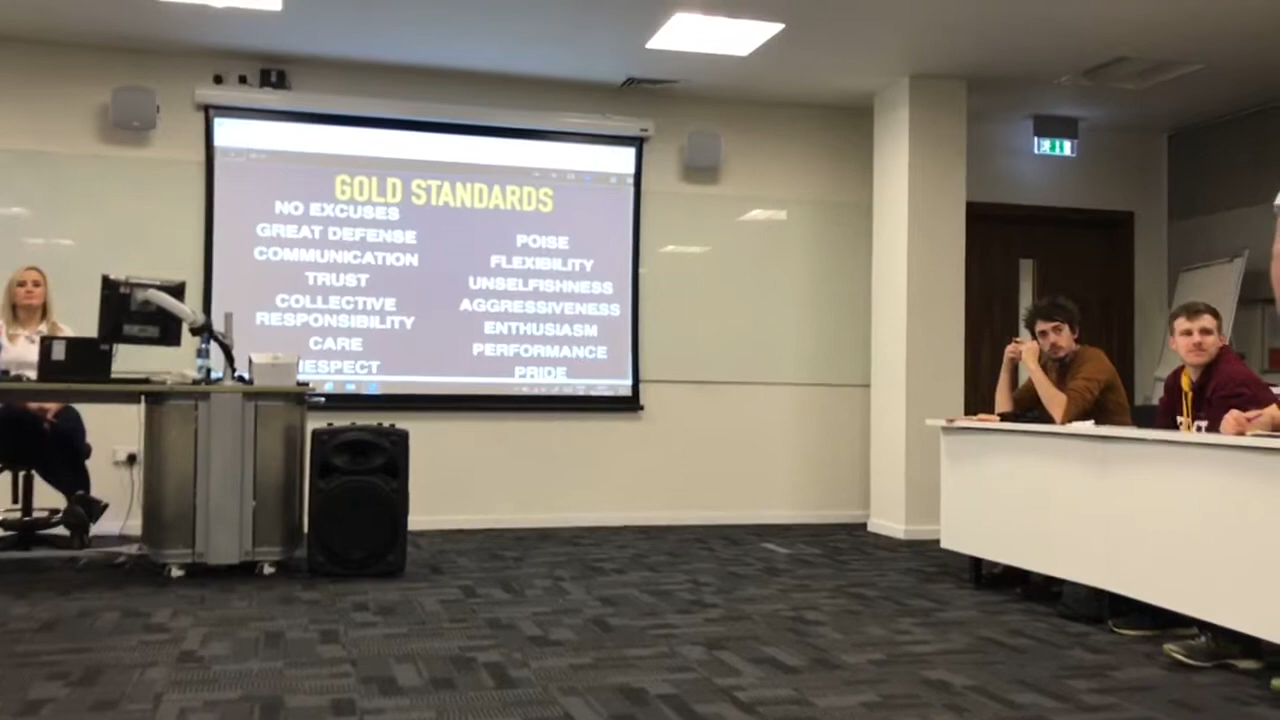 GOLD STANDARDS
NO EXCUSES
GREAT DEFENSE
COMMUNICATION
TRUST
COLLECTIVE
RESPONSIBILITY
CARE
RESPECT
POISE
FLEXIBILITY
UNSELFISHNESS
AGGRESSIVENESS
ENTHUSIASM
PERFORMANCE
PRIDE